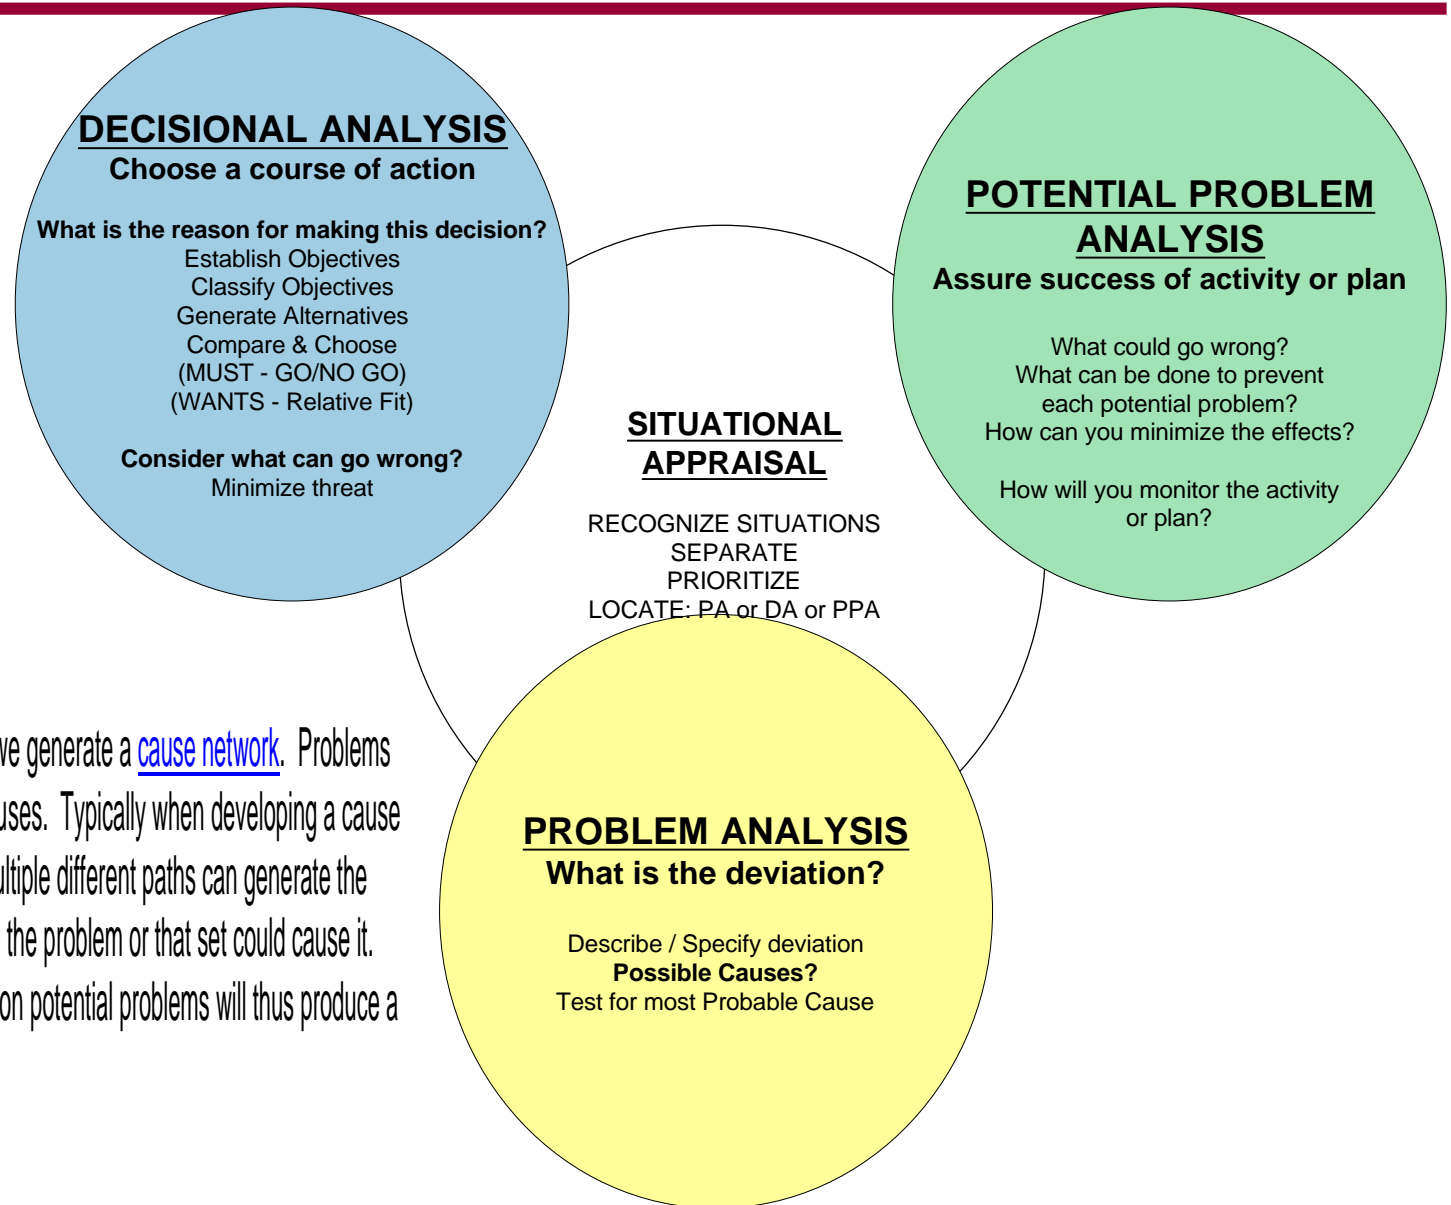 DECISIONAL ANALYSIS
Choose a course of action
What is the reason for making this decision?
Establish Objectives
Classify Objectives
Generate Alternatives
Compare & Choose
(MUST - GO/NO GO)
(WANTS - Relative Fit)
Consider what can go wrong?
Minimize threat
POTENTIAL PROBLEM
ANALYSIS
Assure success of activity or plan
What could go wrong?
What can be done to prevent
each potential problem?
How can you minimize the effects?
How will you monitor the activity
or plan?
SITUATIONAL
APPRAISAL
RECOGNIZE SITUATIONS
SEPARATE
PRIORITIZE
LOCATE: PA or DA or PPA
we generate a cause network. Problems
uses. Typically when developing a cause
ultiple different paths can generate the
the problem or that set could cause it.
on potential problems will thus produce a
PROBLEM ANALYSIS
What is the deviation?
Describe / Specify deviation
Possible Causes?
Test for most Probable Cause